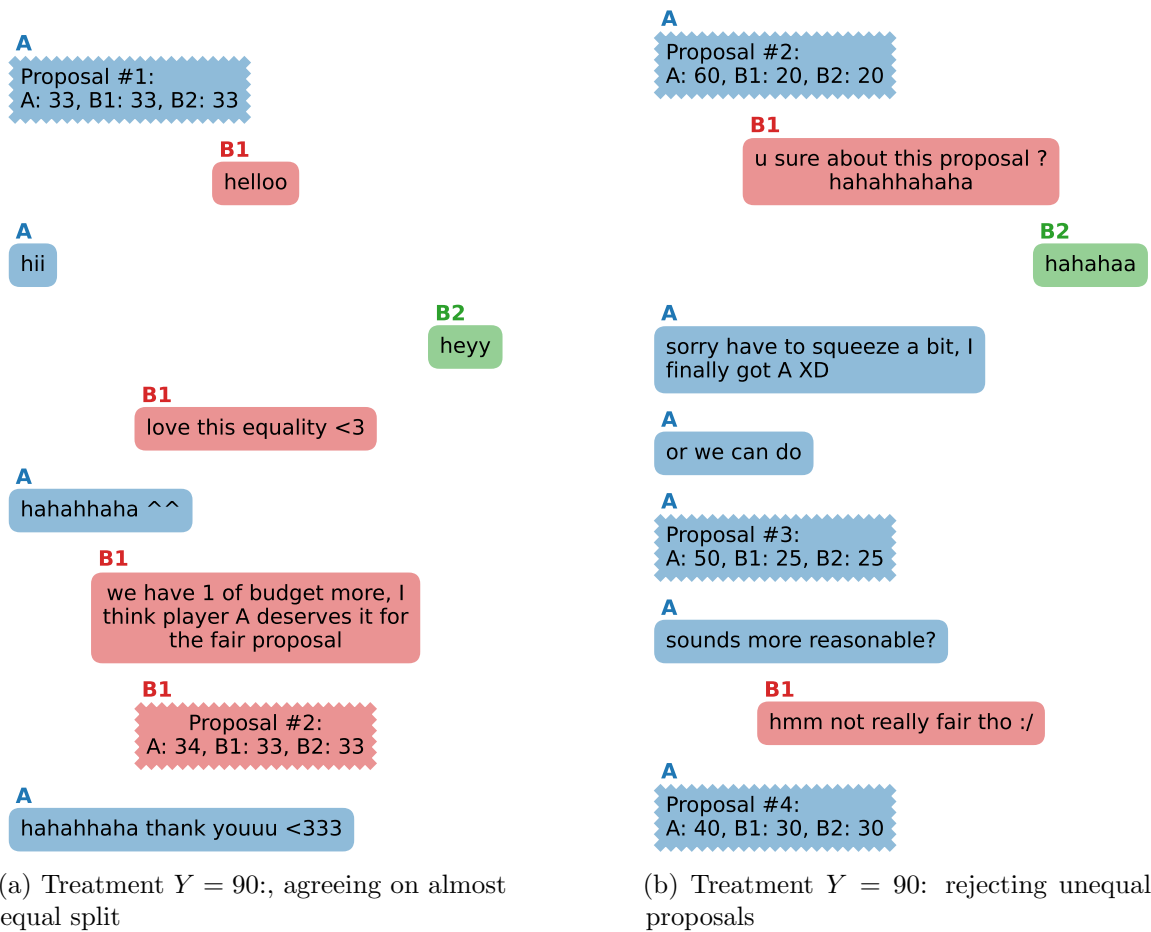 A
Proposal #1:
A: 33, B1: 33, B2: 33
B1
helloo
A
hii
B2
heyy
B1
love this equality <3
A
hahahhaha ^^
B1
we have 1 of budget more, I
think player A deserves it for
the fair proposal
B1
Proposal #2:
A: 34, B1: 33, B2: 33
A
hahahhaha thank youuu <333
(a) Treatment Y = 90:, agreeing on almost
equal split
A
Proposal #2:
A: 60, B1: 20, B2: 20
B1
u sure about this proposal ?
hahahhahaha
B2
hahahaa
A
sorry have to squeeze a bit, I
finally got A XD
A
or we can do
A
Proposal #3:
A: 50, B1: 25, B2: 25
A
sounds more reasonable?
B1
hmm not really fair tho :/
A
Proposal #4:
A: 40, B1: 30, B2: 30
(b) Treatment Y = 90: rejecting unequal
proposals